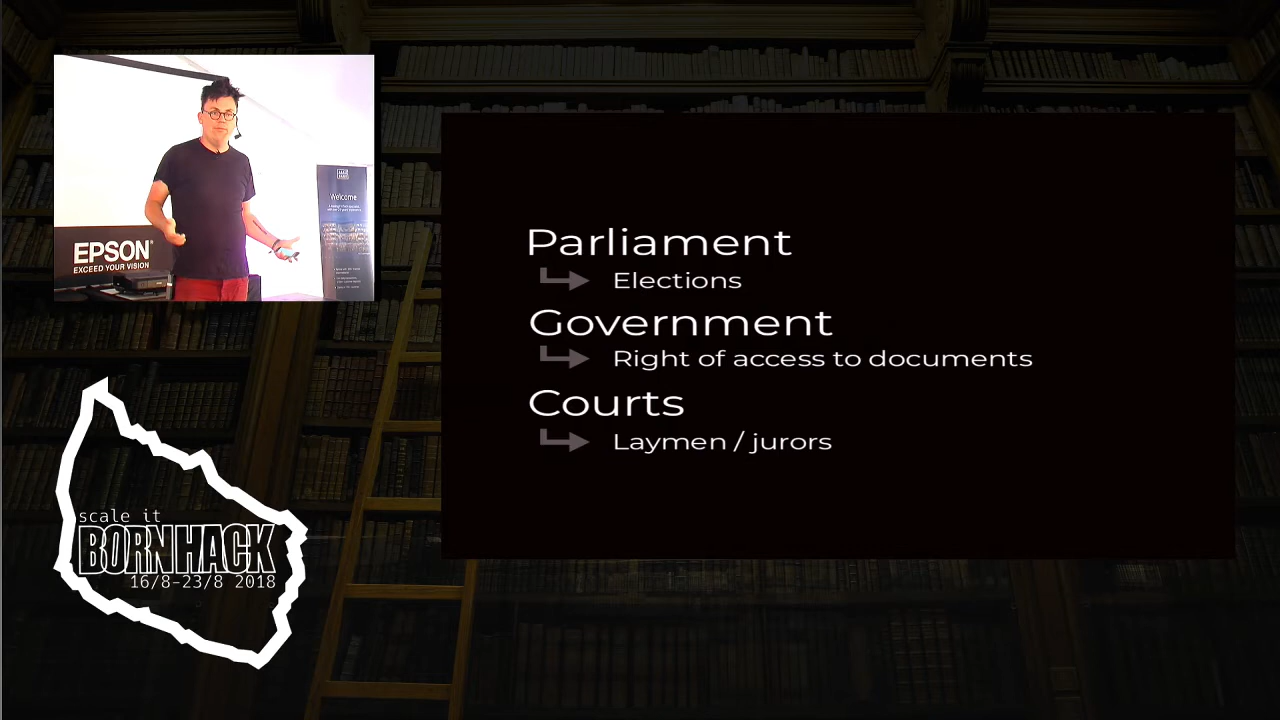 Welcome
EPSON®
EXCEED YOUR VISION
Parliament
Elections
Government
Right of access to documents
Courts
Laymen / jurors
scale it
BORNHACK
16/8-23/8 2018